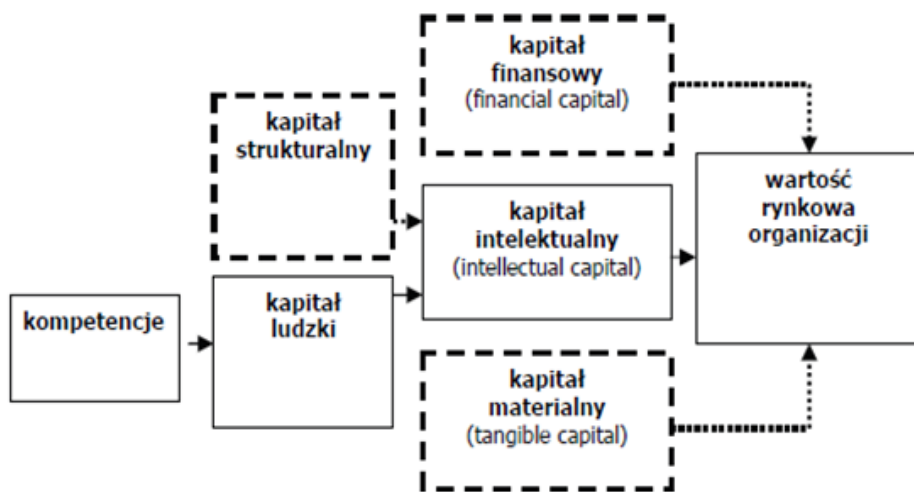 kapitał
finansowy
(financial capital)
kapitał
strukturalny
wartość
rynkowa
organizacji
kapitał
intelektualny
(intellectual capital)
kompetencje
kapitał
ludzki
kapitał
materialny
(tangible capital)